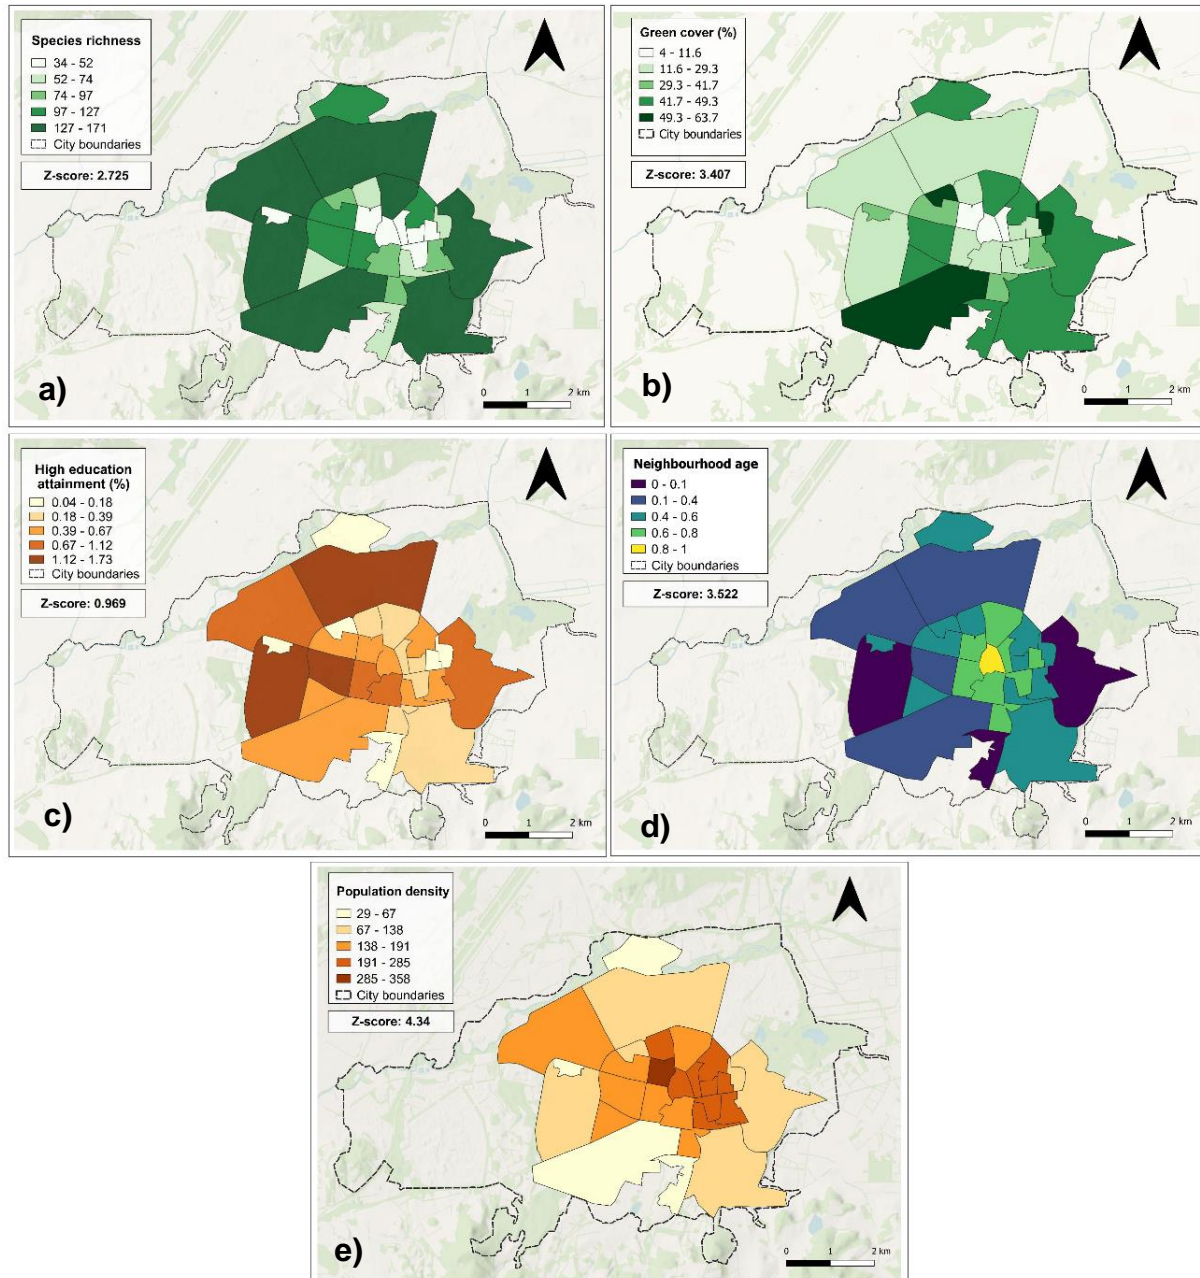 Species richness
34 - 52
52 - 74
74 - 97
97 - 127
127 - 171
City boundaries
Z-score: 2.725
a)
0 1 2 km
Green cover (%)
4 - 11.6
11.6 - 29.3
29.3 - 41.7
41.7 - 49.3
49.3 - 63.7
City boundaries
Z-score: 3.407
b)
0 1 2 km
High education
attainment (%)
0.04 - 0.18
0.18 - 0.39
0.39 - 0.67
0.67 - 1.12
1.12 - 1.73
City boundaries
Z-score: 0.969
c)
0 1 2 km
Neighbourhood age
0 - 0.1
0.1 - 0.4
0.4 - 0.6
0.6 - 0.8
0.8 - 1
City boundaries
Z-score: 3.522
d)
0 1 2 km
Population density
29 - 67
67 - 138
138 - 191
191 - 285
285 - 358
City boundaries
Z-score: 4.34
e)
0 1 2 km